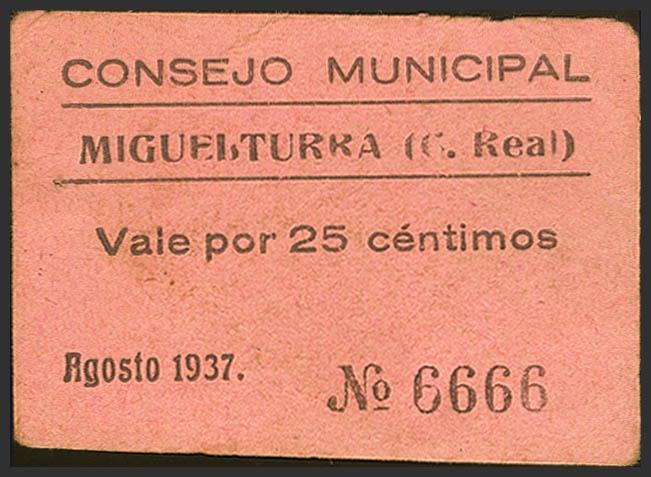 CONSEJO MUNICIPAL
MIGUELTURRA (C. Real)
Vale por 25 céntimos
Agosto 1937.
№ 6666